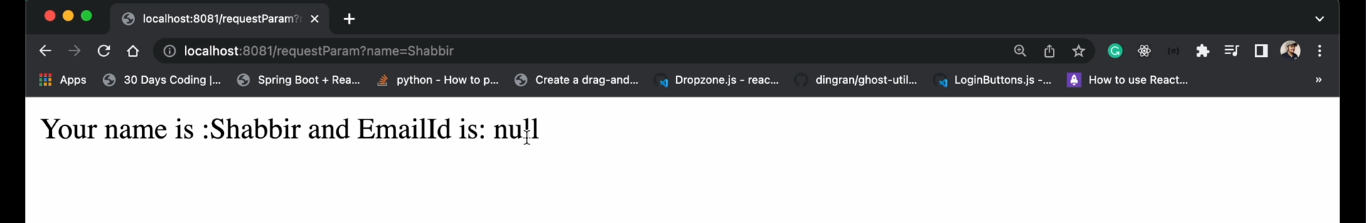 localhost:8081/requestParam?
localhost:8081/requestParam?name=Shabbir
Apps 30 Days Coding |... Spring Boot + Rea... python - How to p... Create a drag-and... Dropzone.js - reac... dingran/ghost-util... LoginButtons.js -... How to use React... »
Your name is :Shabbir and EmailId is: null